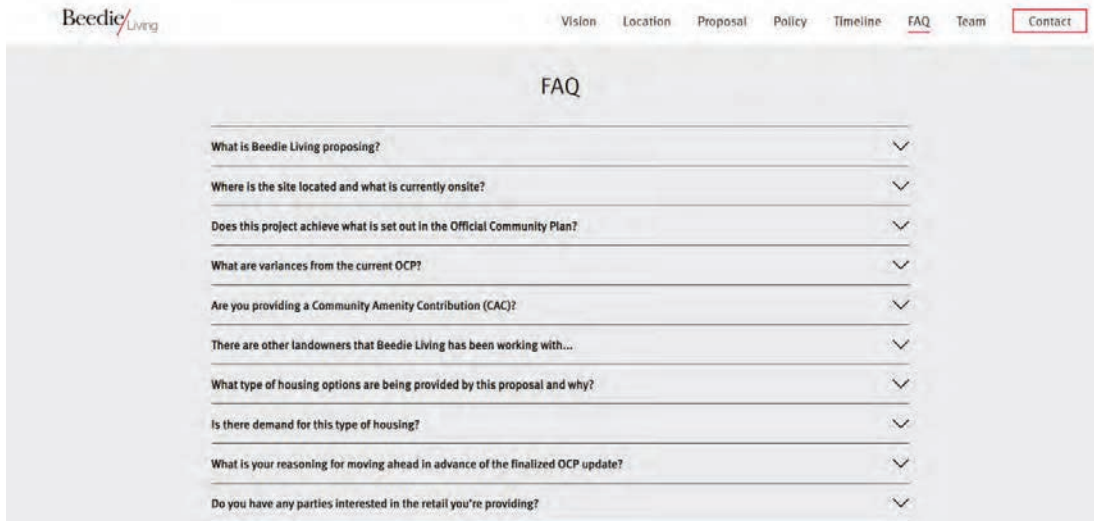 Beedie/Living
Vision Location Proposal Policy Timeline FAQ Team Contact
FAQ
What is Beedie Living proposing?
Where is the site located and what is currently onsite?
Does this project achieve what is set out in the Official Community Plan?
What are variances from the current OCP?
Are you providing a Community Amenity Contribution (CAC)?
There are other landowners that Beedie Living has been working with...
What type of housing options are being provided by this proposal and why?
Is there demand for this type of housing?
What is your reasoning for moving ahead in advance of the finalized OCP update?
Do you have any parties interested in the retail you're providing?